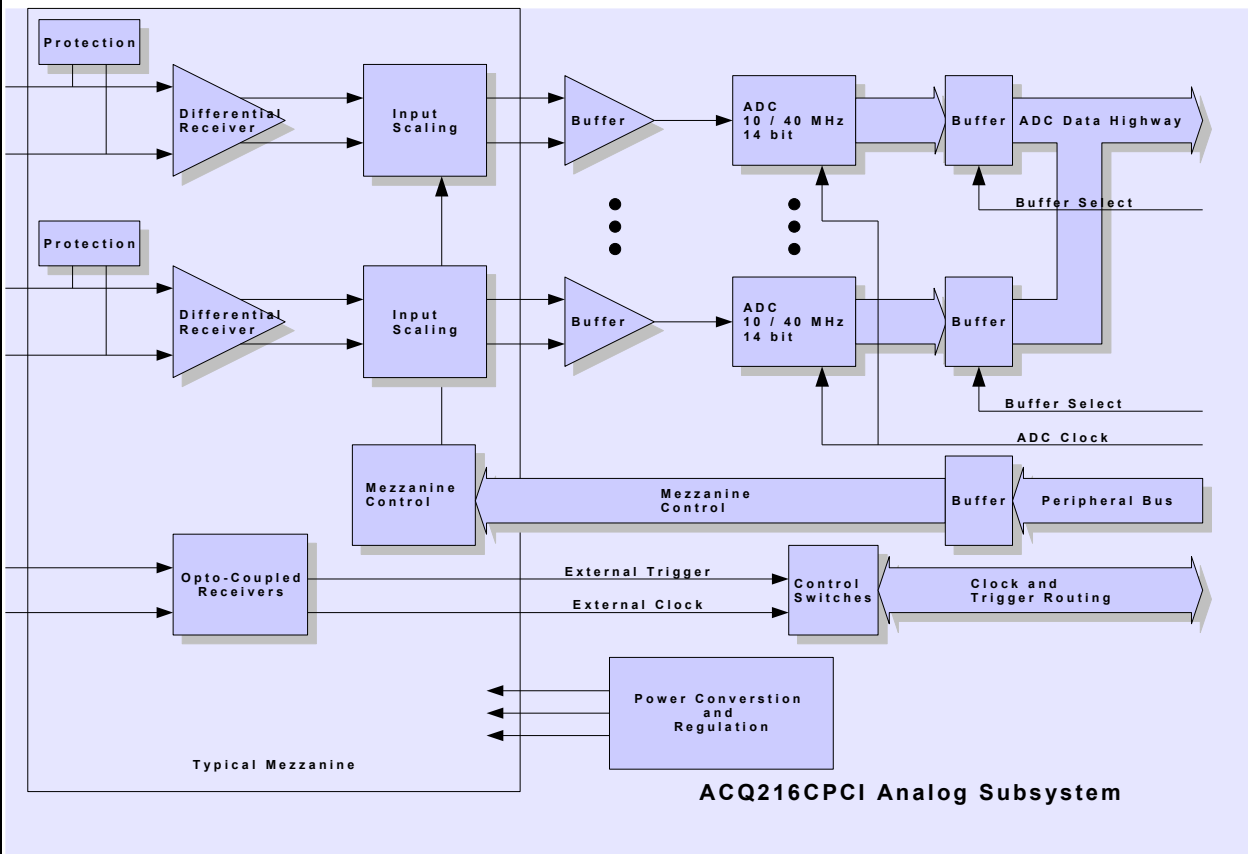 Protection
Differential
Receiver
Input
Scaling
Buffer
ADC
10 / 40 MHz
14 bit
Buffer
ADC Data Highway
Buffer Select
Protection
Differential
Receiver
Input
Scaling
Buffer
ADC
10 / 40 MHz
14 bit
Buffer
Buffer Select
ADC Clock
Mezzanine
Control
Mezzanine
Control
Buffer
Peripheral Bus
Opto-Coupled
Receivers
External Trigger
External Clock
Control
Switches
Clock and
Trigger Routing
Power Converstion
and
Regulation
Typical Mezzanine
ACQ216CPCI Analog Subsystem